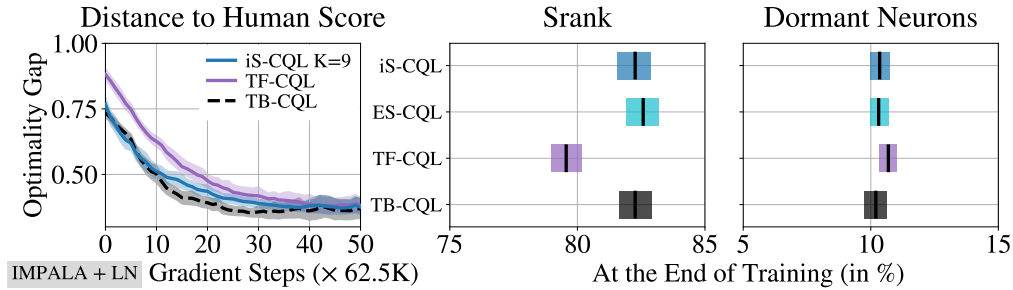 Distance to Human Score
Srank
Dormant Neurons
Optimality Gap
1.00
0.75
0.50
iS-CQL K=9
TF-CQL
TB-CQL
0 10 20 30 40 50
iS-CQL
ES-CQL
TF-CQL
TB-CQL
75 80 85
5 10 15
IMPALA + LN
Gradient Steps (× 62.5K)
At the End of Training (in %)